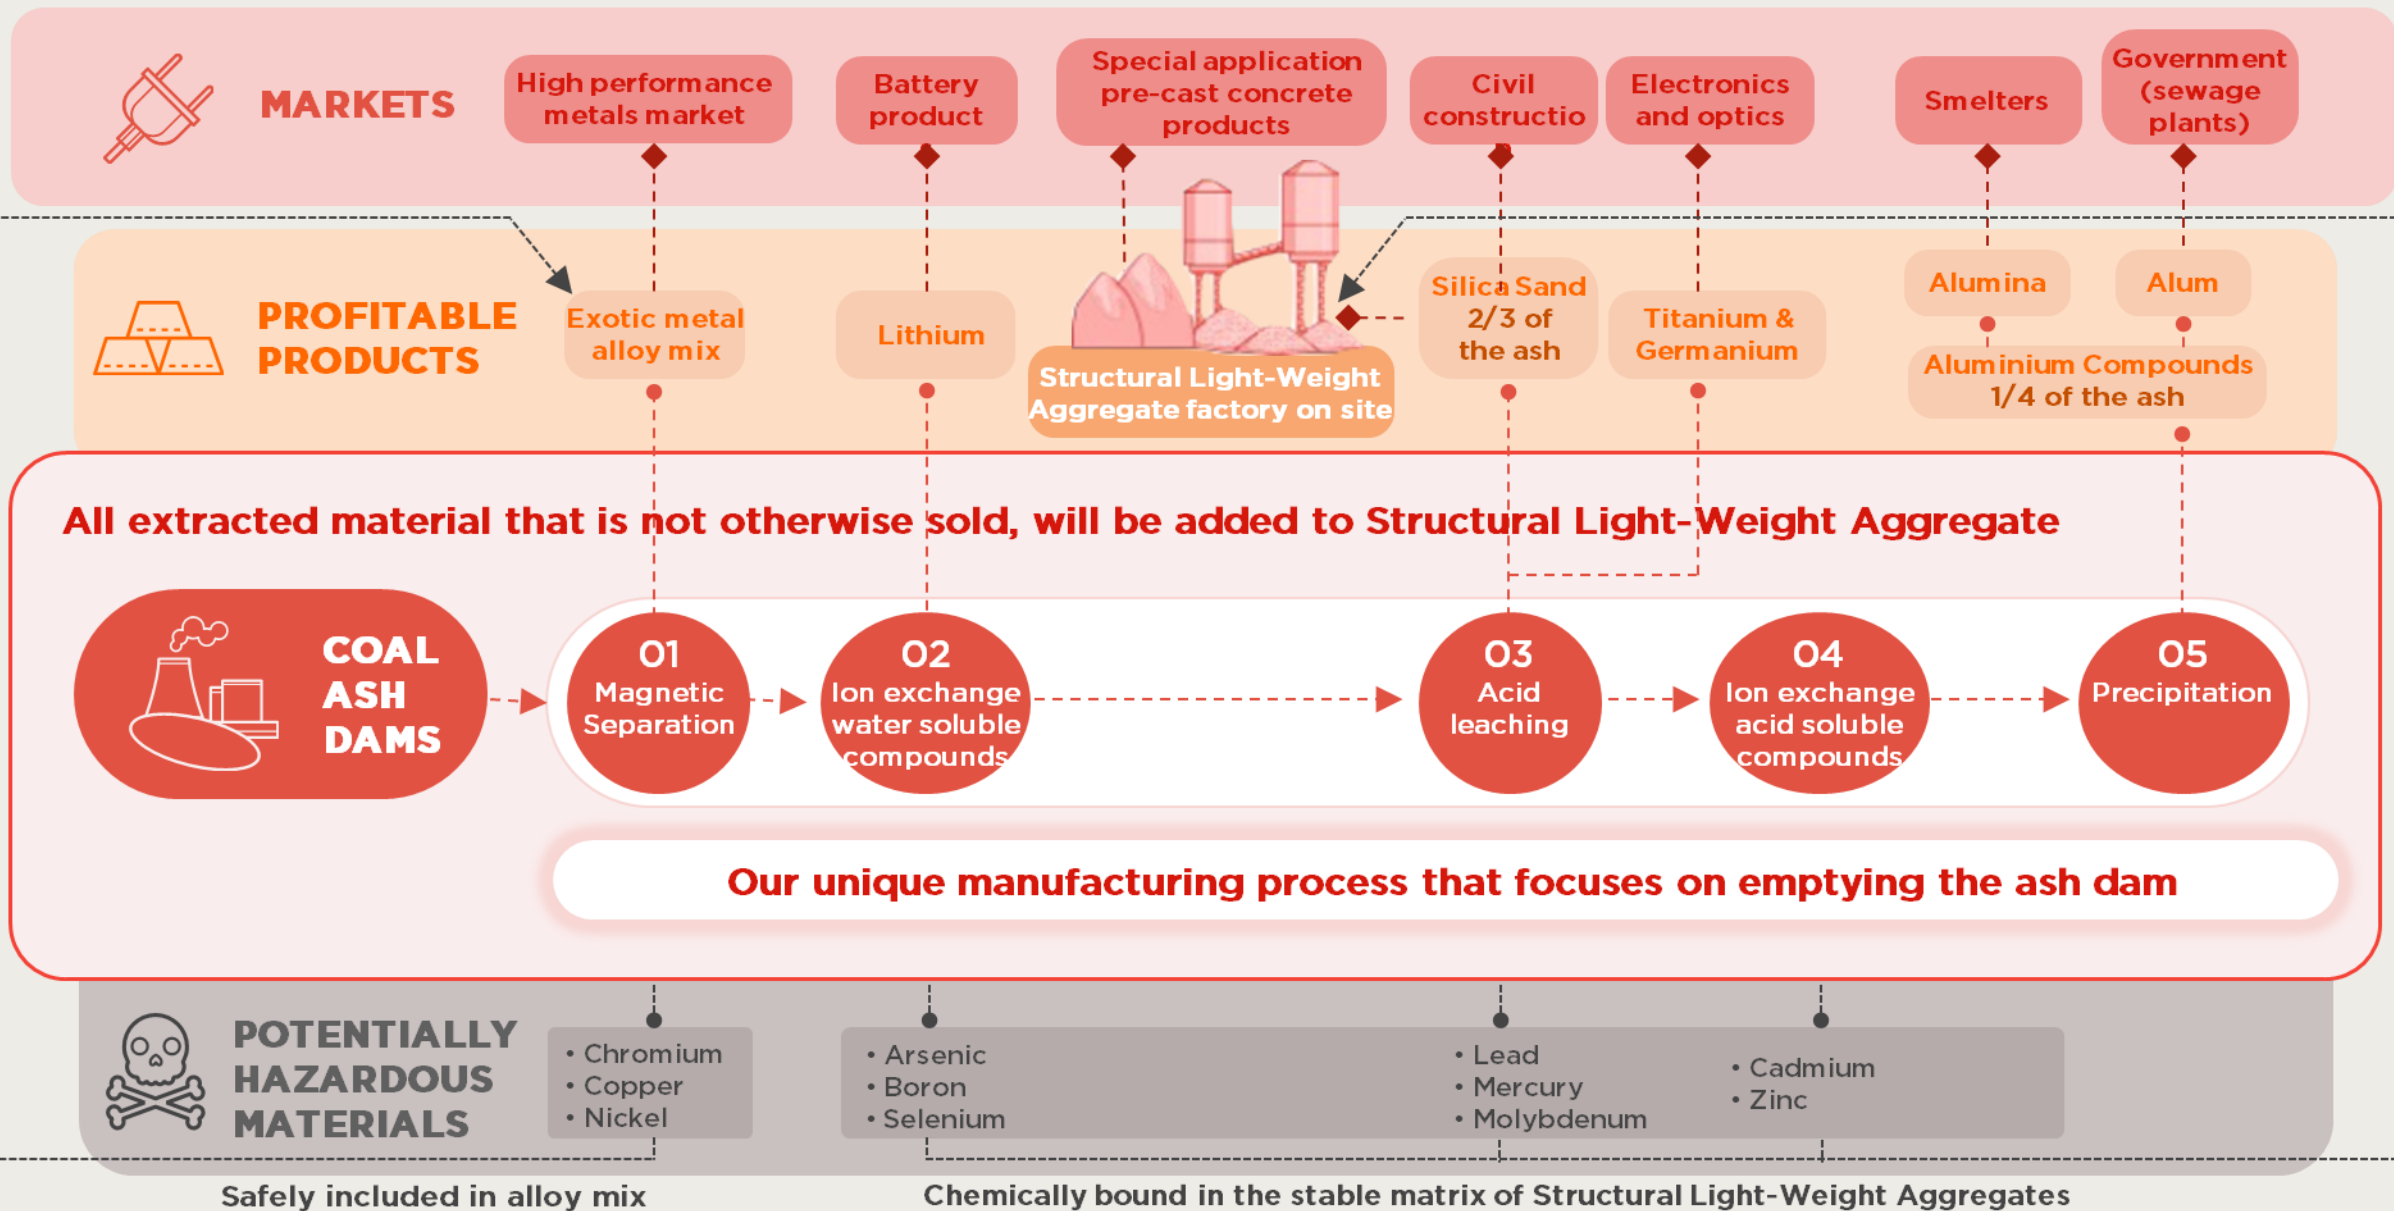 MARKETS
High performance
metals market
Battery
product
Special application
pre-cast concrete
products
Civil
constructio
Electronics
and optics
Smelters
Government
(sewage
plants)
PROFITABLE
PRODUCTS
Exotic metal
alloy mix
Lithium
Structural Light-Weight
Aggregate factory on site
Silica Sand
2/3 of
the ash
Titanium &
Germanium
Alumina
Alum
Aluminium Compounds
1/4 of the ash
All extracted material that is not otherwise sold, will be added to Structural Light-Weight Aggregate
COAL
ASH
DAMS
01
Magnetic
Separation
02
Ion exchange
water soluble
compounds
03
Acid
leaching
04
Ion exchange
acid soluble
compounds
05
Precipitation
Our unique manufacturing process that focuses on emptying the ash dam
POTENTIALLY
HAZARDOUS
MATERIALS
• Chromium
• Copper
• Nickel
• Arsenic
• Boron
• Selenium
• Lead
• Mercury
• Molybdenum
• Cadmium
• Zinc
Safely included in alloy mix
Chemically bound in the stable matrix of Structural Light-Weight Aggregates